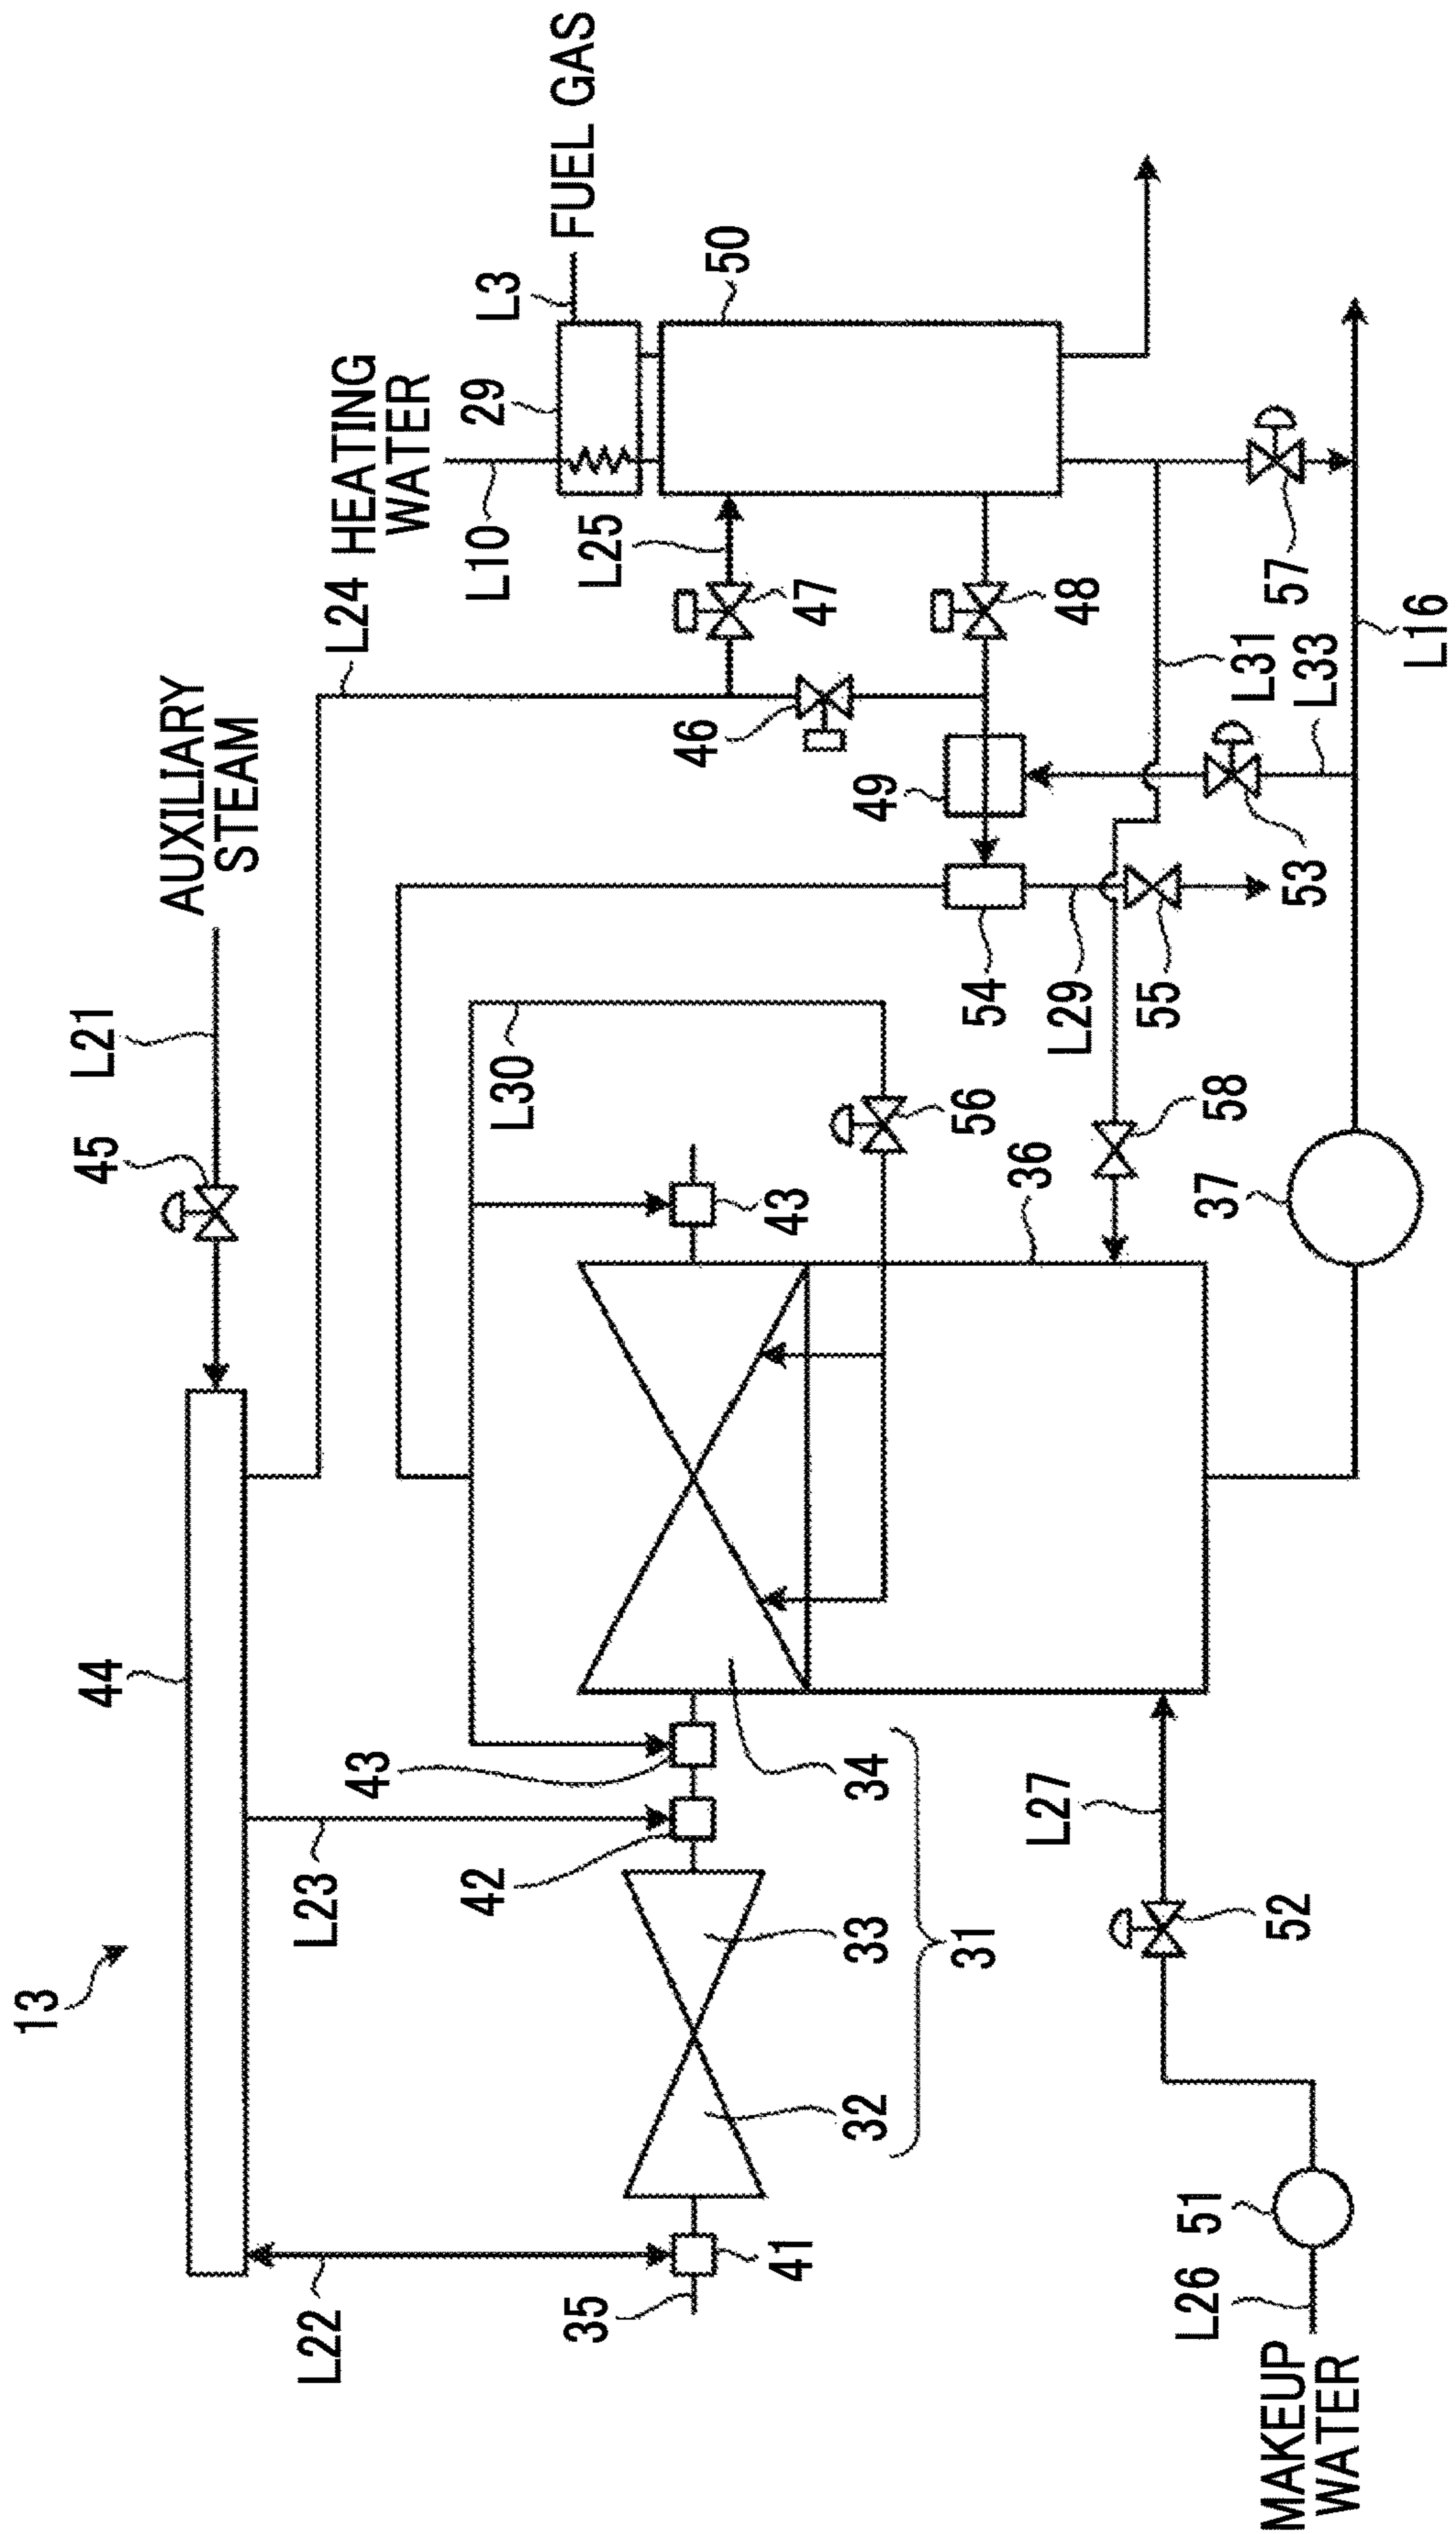 13
AUXILIARY
STEAM
L21
45
44
L24
HEATING
WATER
L10
29
L3
FUEL GAS
L25
50
47
46
48
49
L22
L23
L30
43
43
42
41
35
32
33
34
31
36
56
54
L29
55
53
58
L31
L33
57
37
L16
L27
52
51
L26
MAKEUP
WATER